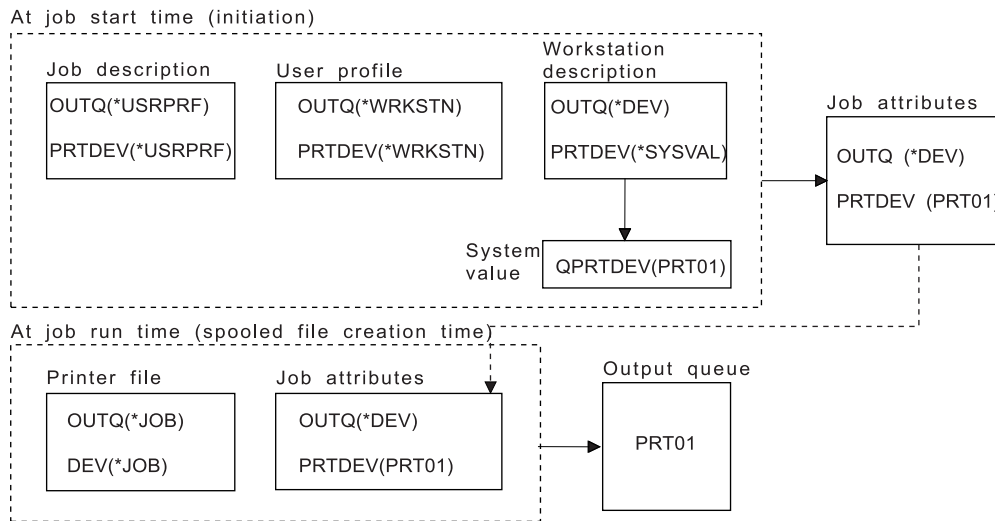 At job start time (initiation)
Job description
OUTQ(*USRPRF)
PRTDEV(*USRPRF)
User profile
OUTQ(*WRKSTN)
PRTDEV(*WRKSTN)
Workstation
description
OUTQ(*DEV)
PRTDEV(*SYSVAL)
System
value
QPRTDEV(PRT01)
Job attributes
OUTQ (*DEV)
PRTDEV (PRT01)
At job run time (spooled file creation time)
Printer file
OUTQ(*JOB)
DEV(*JOB)
Job attributes
OUTQ(*DEV)
PRTDEV(PRT01)
Output queue
PRT01